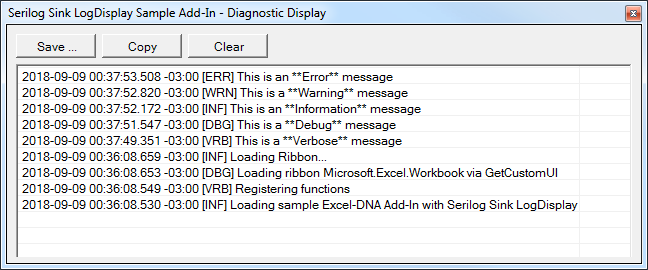 Serilog Sink LogDisplay Sample Add-In - Diagnostic Display
Save ... Copy Clear
2018-09-09 00:37:53.508 -03:00 [ERR] This is an **Error** message
2018-09-09 00:37:52.820 -03:00 [WRN] This is a **Warning** message
2018-09-09 00:37:52.172 -03:00 [INF] This is an **Information** message
2018-09-09 00:37:51.547 -03:00 [DBG] This is a **Debug** message
2018-09-09 00:37:49.351 -03:00 [VRB] This is a **Verbose** message
2018-09-09 00:36:08.659 -03:00 [INF] Loading Ribbon...
2018-09-09 00:36:08.653 -03:00 [DBG] Loading ribbon Microsoft.Excel.Workbook via GetCustomUI
2018-09-09 00:36:08.549 -03:00 [VRB] Registering functions
2018-09-09 00:36:08.530 -03:00 [INF] Loading sample Excel-DNA Add-In with Serilog Sink LogDisplay